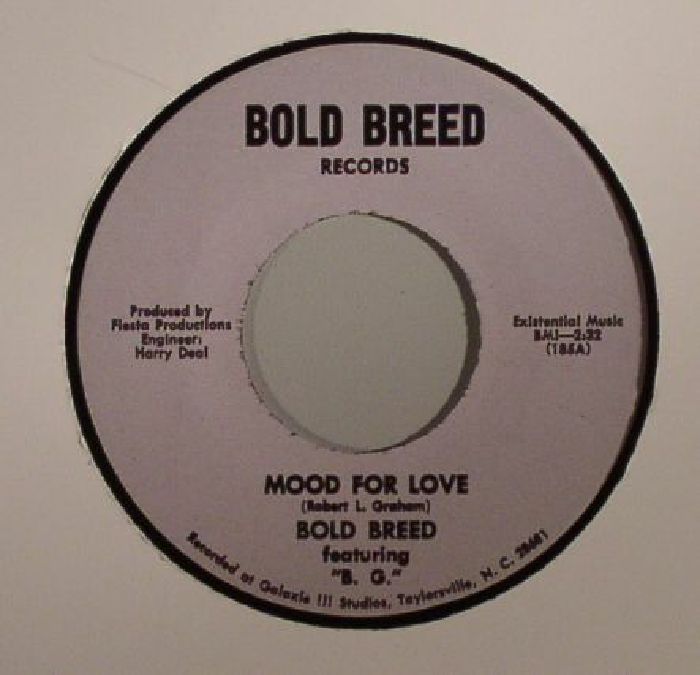 BOLD BREED
RECORDS
Produced by
Fiesta Productions
Engineer:
Harry Deal
Existential Music
BMI—2:32
(185A)
MOOD FOR LOVE
(Robert L. Graham)
BOLD BREED
featuring
"B. G."
Recorded at Galaxie III Studios, Taylorsville, N. C. 28681